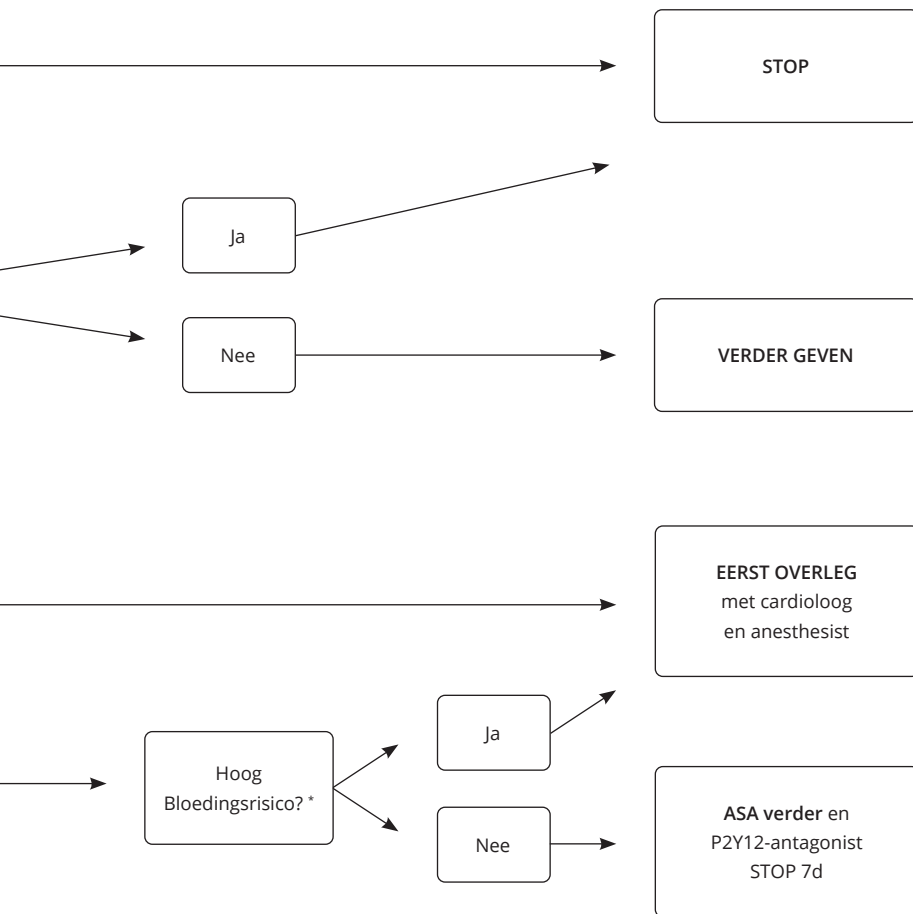 STOP
Ja
Nee
VERDER GEVEN
EERST OVERLEG
met cardioloog
en anesthesist
Hoog
Bloedingsrisico? *
Ja
Nee
ASA verder en
P2Y12-antagonist
STOP 7d